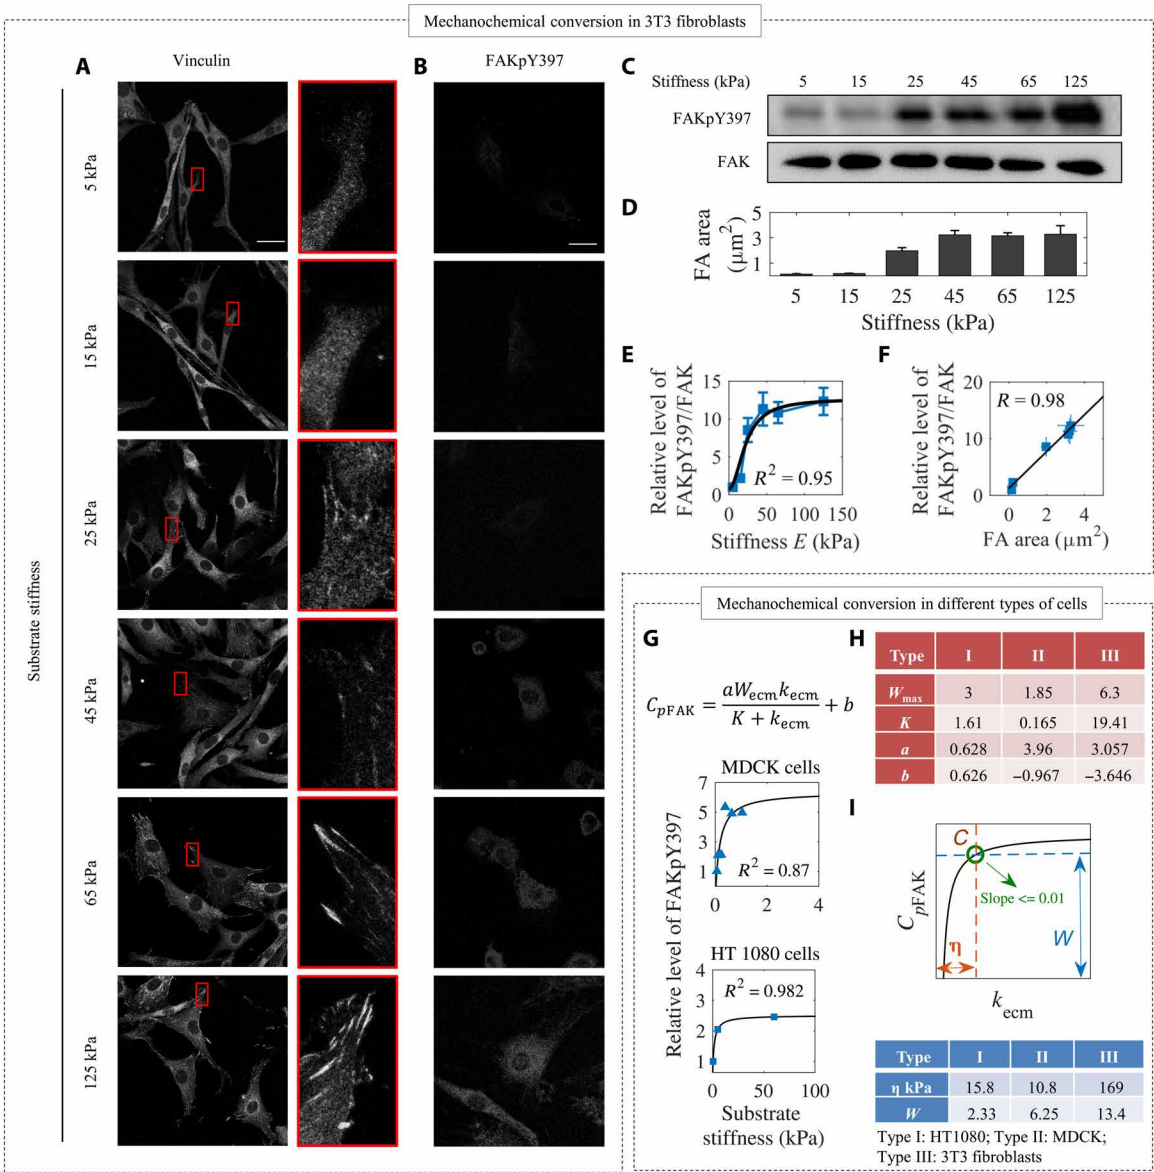 Mechanochemical conversion in 3T3 fibroblasts
A
Vinculin
B
FAKpY397
Substrate stiffness
5 kPa
15 kPa
25 kPa
45 kPa
65 kPa
125 kPa
C
Stiffness (kPa) 5 15 25 45 65 125
FAKpY397
FAK
D
FA area
(μm²)
5
3
1
5 15 25 45 65 125
Stiffness (kPa)
E
Relative level of
FAKpY397/FAK
15
10
5
0
R² = 0.95
0 50 100 150
Stiffness E (kPa)
F
Relative level of
FAKpY397/FAK
20
10
0
R = 0.98
0 2 4
FA area (μm²)
Mechanochemical conversion in different types of cells
G
C_pFAK = aW_ecm k_ecm / (K + k_ecm) + b
Relative level of FAKpY397
MDCK cells
7
5
3
1
R² = 0.87
0 2 4
HT 1080 cells
4
3
2
1
R² = 0.982
0 50 100
Substrate
stiffness (kPa)
H
Type I II III
W_max 3 1.85 6.3
K 1.61 0.165 19.41
a 0.628 3.96 3.057
b 0.626 −0.967 −3.646
I
C_pFAK
C
Slope <= 0.01
η
W
k_ecm
Type I II III
η kPa 15.8 10.8 169
W 2.33 6.25 13.4
Type I: HT1080; Type II: MDCK;
Type III: 3T3 fibroblasts